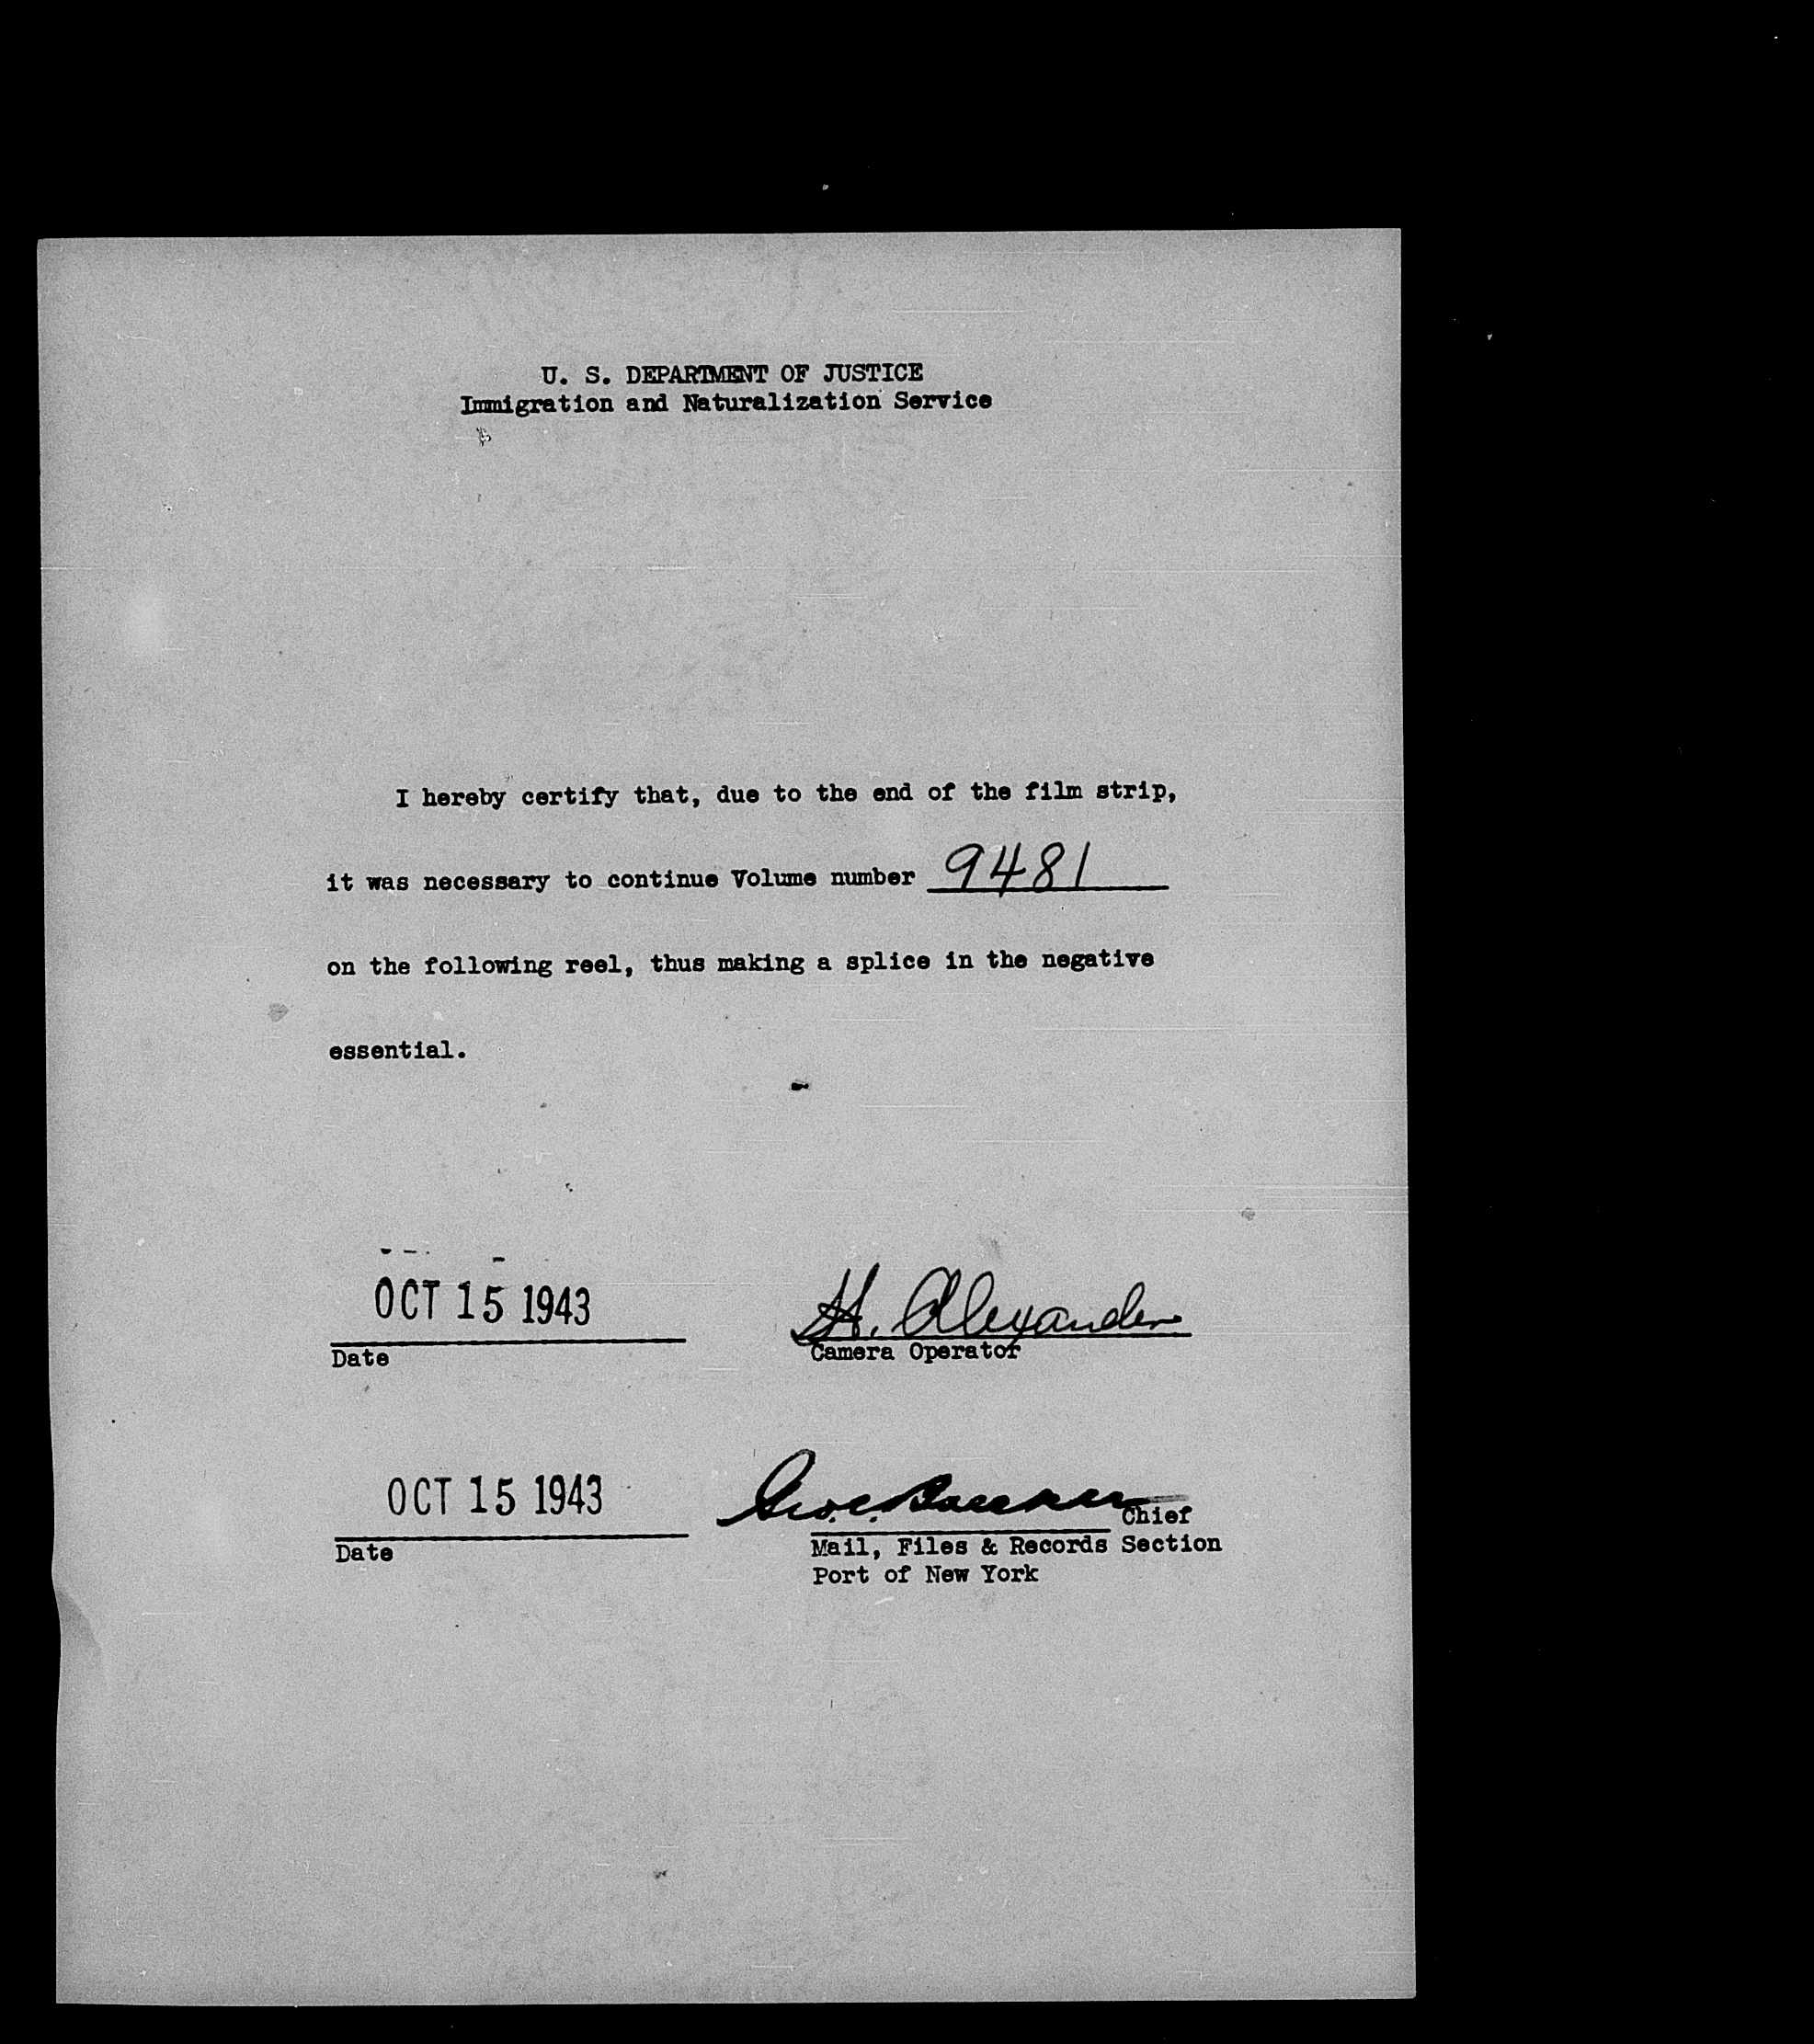 U. S. DEPARTMENT OF JUSTICE
Immigration and Naturalization Service
I hereby certify that, due to the end of the film strip,
it was necessary to continue Volume number 9481
on the following reel, thus making a splice in the negative
essential.
OCT 15 1943
H. Alexander
Date
Camera Operator
OCT 15 1943
Chief
Date
Mail, Files & Records Section
Port of New York